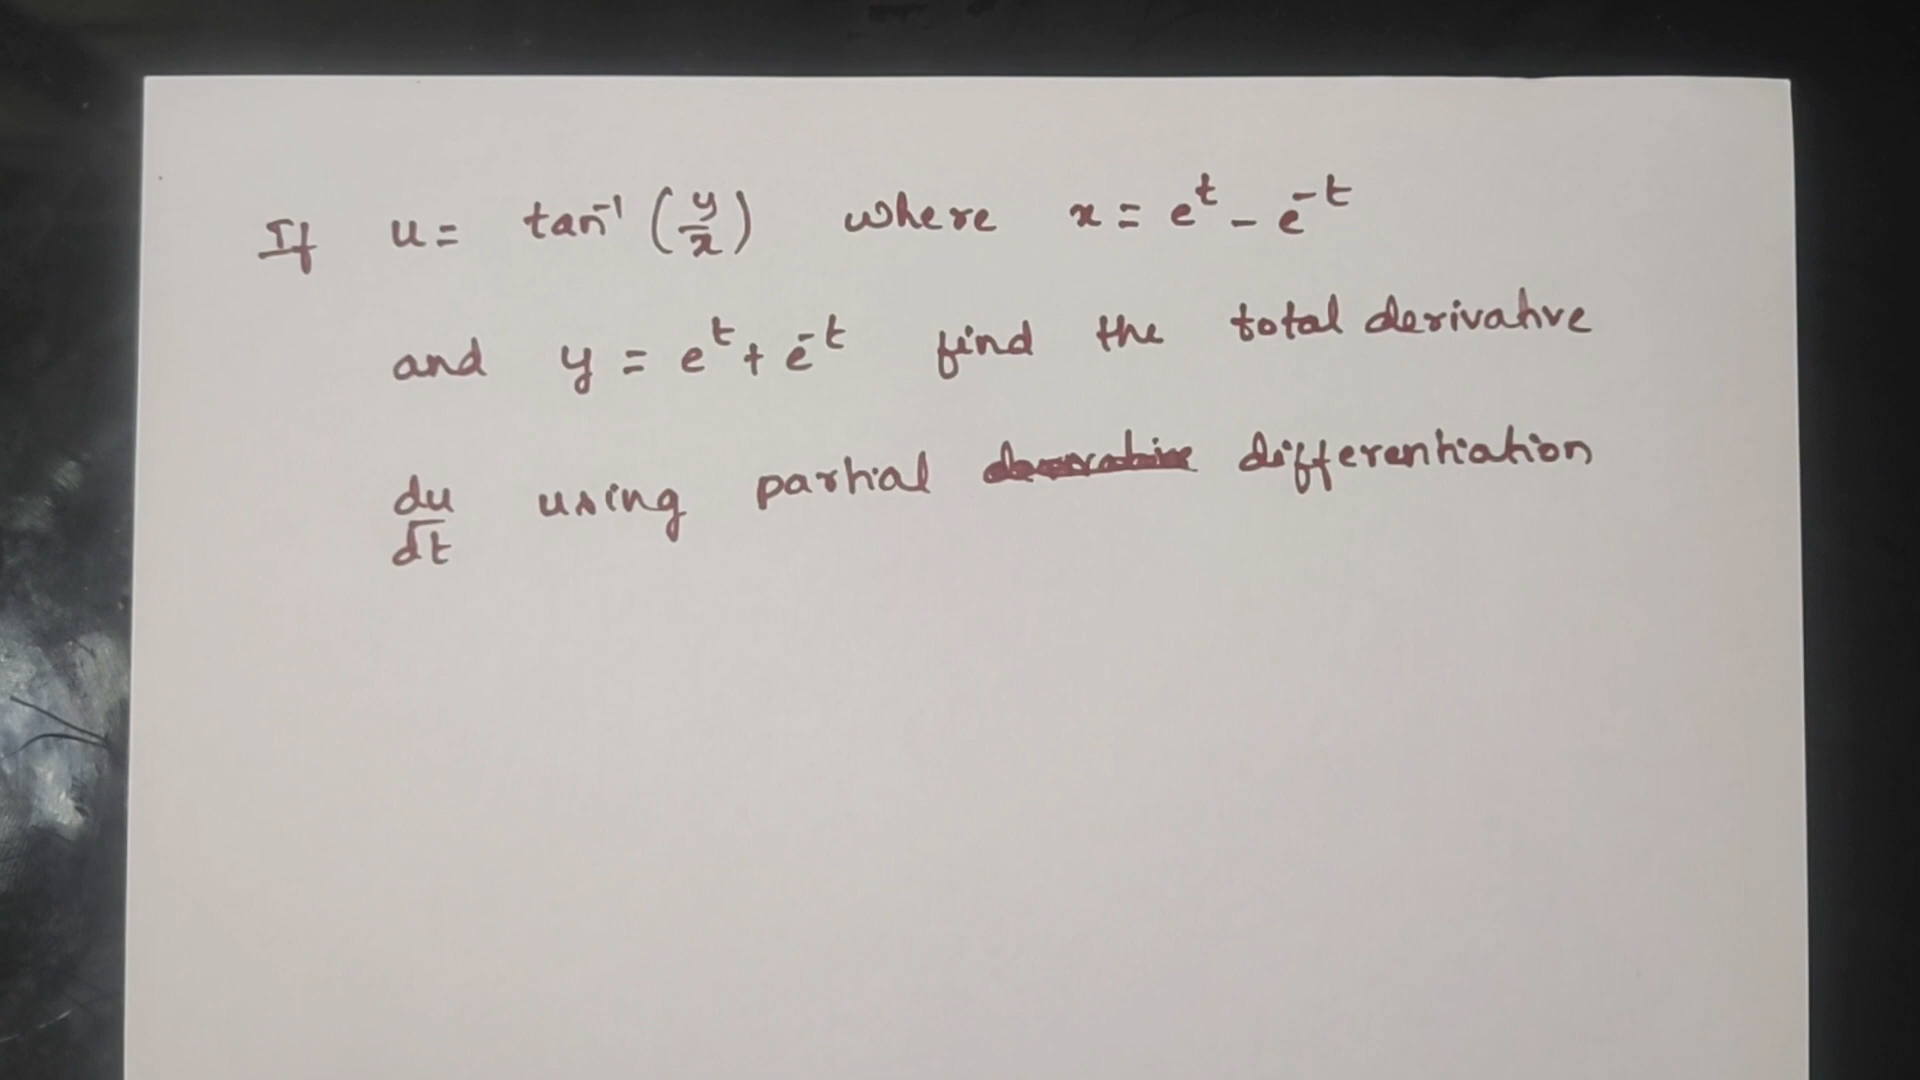 If u = tan⁻¹ (y/x) where x = eᵗ - e⁻ᵗ
and y = eᵗ + e⁻ᵗ find the total derivative
du/dt using partial differentiation